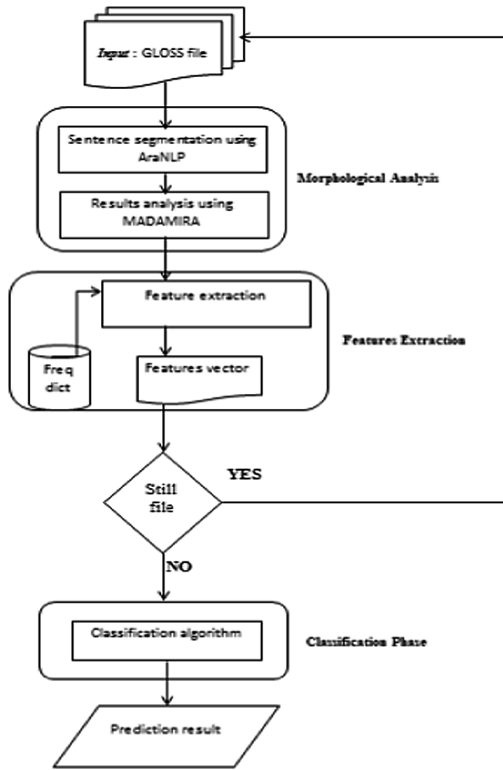 Input : GLOSS file
Sentence segmentation using
AraNLP
Morphological Analysis
Results analysis using
MADAMIRA
Feature extraction
Features Extraction
Freq
dict
Features vector
Still
file
YES
NO
Classification algorithm
Classification Phase
Prediction result